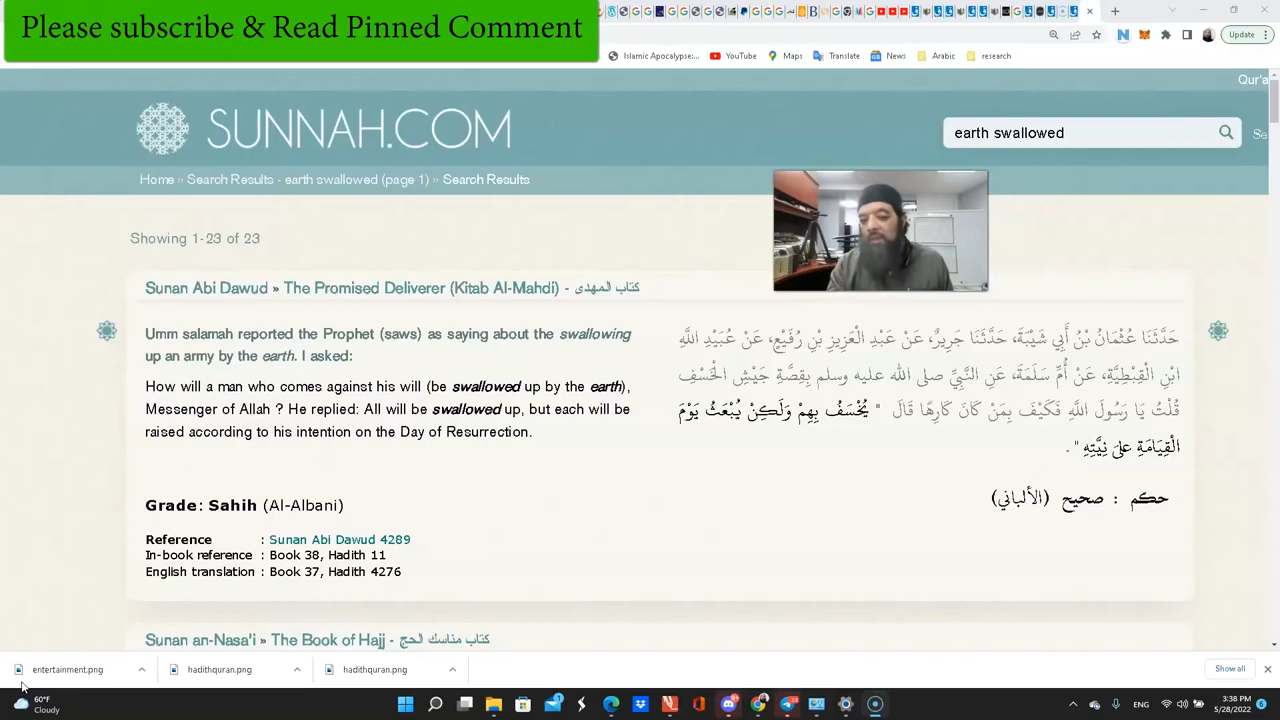 Please subscribe & Read Pinned Comment
Update
Islamic Apocalypse:...
YouTube
Maps
Translate
News
Arabic
research
Qur'a
SUNNAH.COM
earth swallowed
Se
Home » Search Results - earth swallowed (page 1) » Search Results
Showing 1-23 of 23
Sunan Abi Dawud » The Promised Deliverer (Kitab Al-Mahdi) - كتاب المهدى
Umm salamah reported the Prophet (saws) as saying about the swallowing
up an army by the earth. I asked:
How will a man who comes against his will (be swallowed up by the earth),
Messenger of Allah ? He replied: All will be swallowed up, but each will be
raised according to his intention on the Day of Resurrection.
حَدَّثَنَا عُثْمَانُ بْنُ أَبِي شَيْبَةَ، حَدَّثَنَا جَرِيرٌ، عَنْ عَبْدِ الْعَزِيزِ بْنِ رُفَيْعٍ، عَنْ عُبَيْدِ اللَّهِ
ابْنِ الْقِبْطِيَّةِ، عَنْ أُمِّ سَلَمَةَ، عَنِ النَّبِيِّ صلى الله عليه وسلم بِقِصَّةِ جَيْشِ الْخَسْفِ
قُلْتُ يَا رَسُولَ اللَّهِ فَكَيْفَ بِمَنْ كَانَ كَارِهًا قَالَ " يُخْسَفُ بِهِمْ وَلَكِنْ يُبْعَثُ يَوْمَ
الْقِيَامَةِ عَلَى نِيَّتِهِ " .
Grade: Sahih (Al-Albani)
حكم : صحيح (الألباني)
Reference : Sunan Abi Dawud 4289
In-book reference : Book 38, Hadith 11
English translation : Book 37, Hadith 4276
Sunan an-Nasa'i » The Book of Hajj - كتاب مناسك الحج
entertainment.png
hadithquran.png
hadithquran.png
Show all
60°F
Cloudy
ENG
3:38 PM
5/28/2022